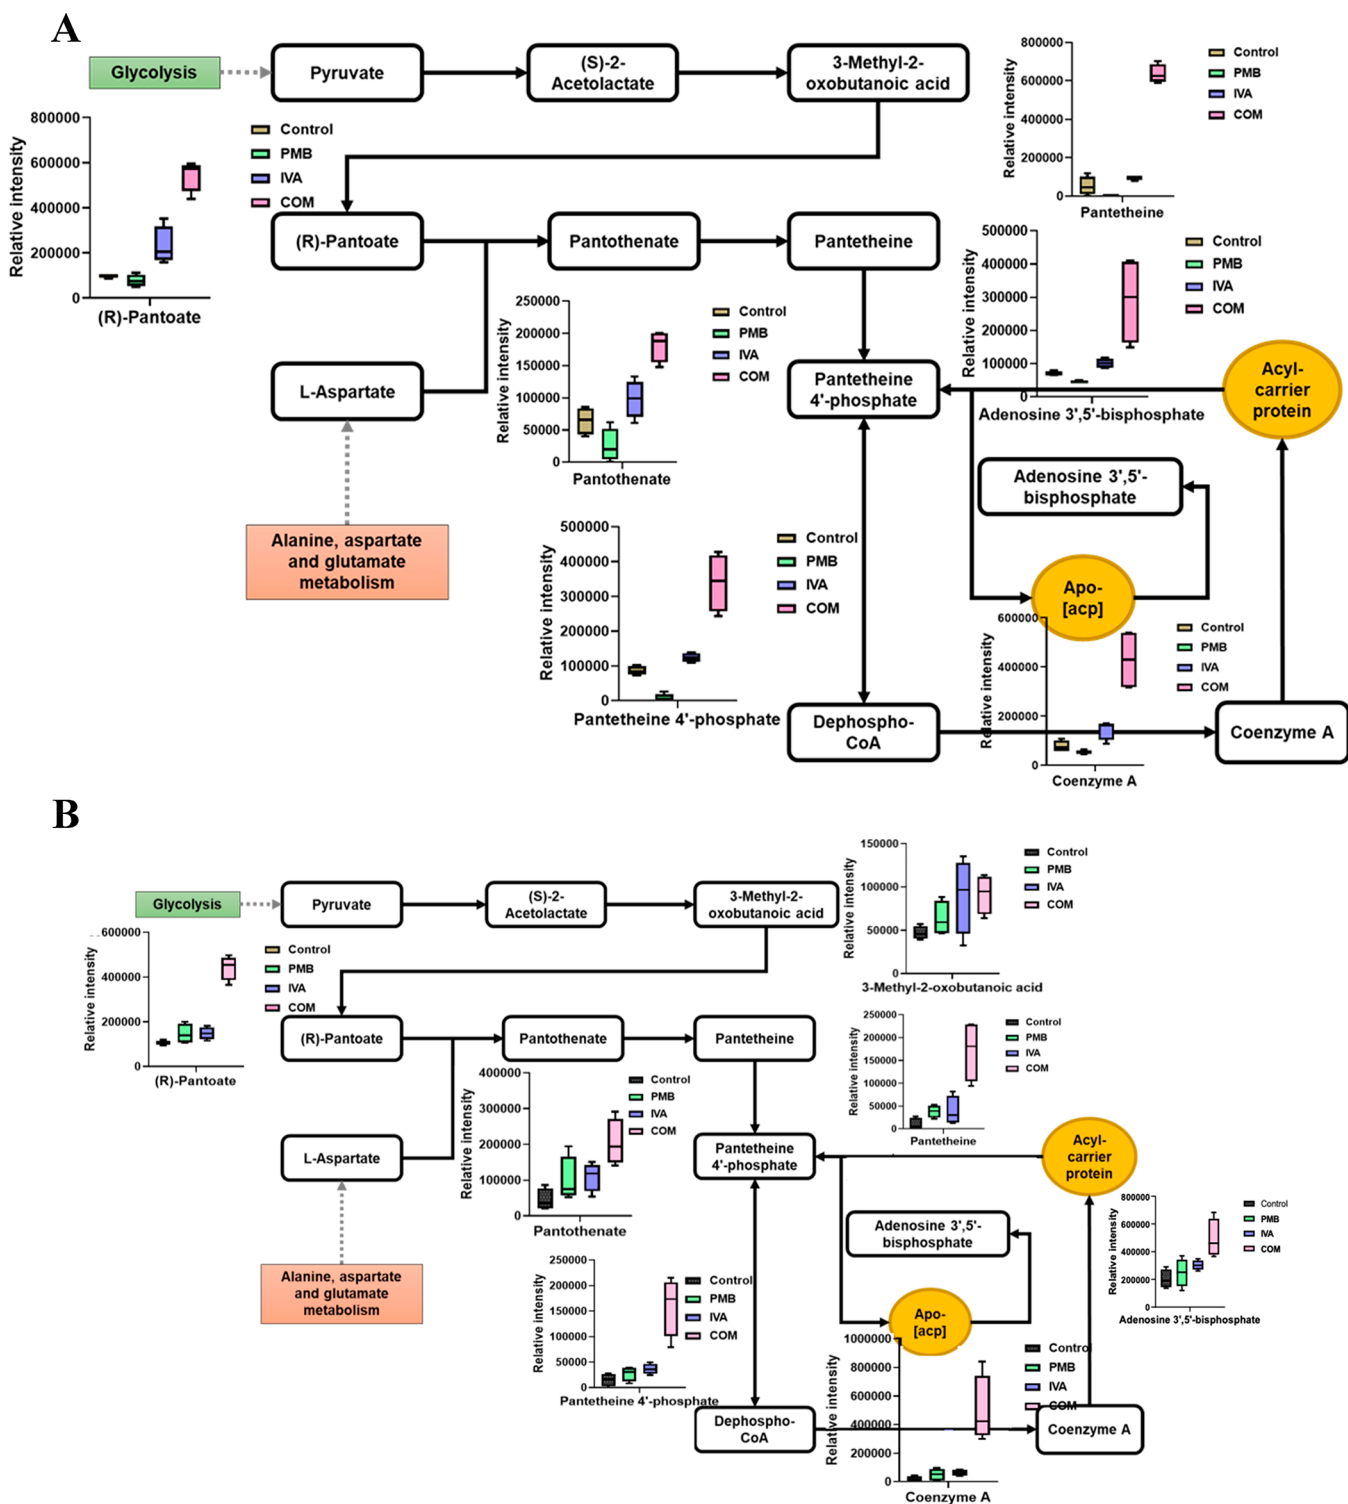 A
Glycolysis
Pyruvate
(S)-2-
Acetolactate
3-Methyl-2-
oxobutanoic acid
Relative intensity
800000
600000
400000
200000
0
(R)-Pantoate
Control
PMB
IVA
COM
Relative intensity
800000
600000
400000
200000
0
Pantetheine
Control
PMB
IVA
COM
(R)-Pantoate
Pantothenate
Pantetheine
Relative intensity
500000
400000
300000
200000
100000
0
Adenosine 3',5'-bisphosphate
Control
PMB
IVA
COM
L-Aspartate
Relative intensity
250000
200000
150000
100000
50000
0
Pantothenate
Control
PMB
IVA
COM
Pantetheine
4'-phosphate
Acyl-
carrier
protein
Adenosine 3',5'-
bisphosphate
Alanine, aspartate
and glutamate
metabolism
Relative intensity
500000
400000
300000
200000
100000
0
Pantetheine 4'-phosphate
Control
PMB
IVA
COM
Apo-
[acp]
Relative intensity
600000
400000
200000
0
Coenzyme A
Control
PMB
IVA
COM
Dephospho-
CoA
Coenzyme A
B
Glycolysis
Pyruvate
(S)-2-
Acetolactate
3-Methyl-2-
oxobutanoic acid
Relative intensity
150000
100000
50000
0
3-Methyl-2-oxobutanoic acid
Control
PMB
IVA
COM
Relative intensity
600000
400000
200000
0
(R)-Pantoate
Control
PMB
IVA
COM
(R)-Pantoate
Pantothenate
Pantetheine
Relative intensity
250000
200000
150000
100000
50000
0
Pantetheine
Control
PMB
IVA
COM
L-Aspartate
Relative intensity
400000
300000
200000
100000
0
Pantothenate
Control
PMB
IVA
COM
Pantetheine
4'-phosphate
Acyl-
carrier
protein
Adenosine 3',5'-
bisphosphate
Relative intensity
800000
600000
400000
200000
0
Adenosine 3',5'-bisphosphate
Control
PMB
IVA
COM
Alanine, aspartate
and glutamate
metabolism
Relative intensity
250000
200000
150000
100000
50000
0
Pantetheine 4'-phosphate
Control
PMB
IVA
COM
Apo-
[acp]
Relative intensity
1000000
800000
600000
400000
200000
0
Coenzyme A
Control
PMB
IVA
COM
Dephospho-
CoA
Coenzyme A